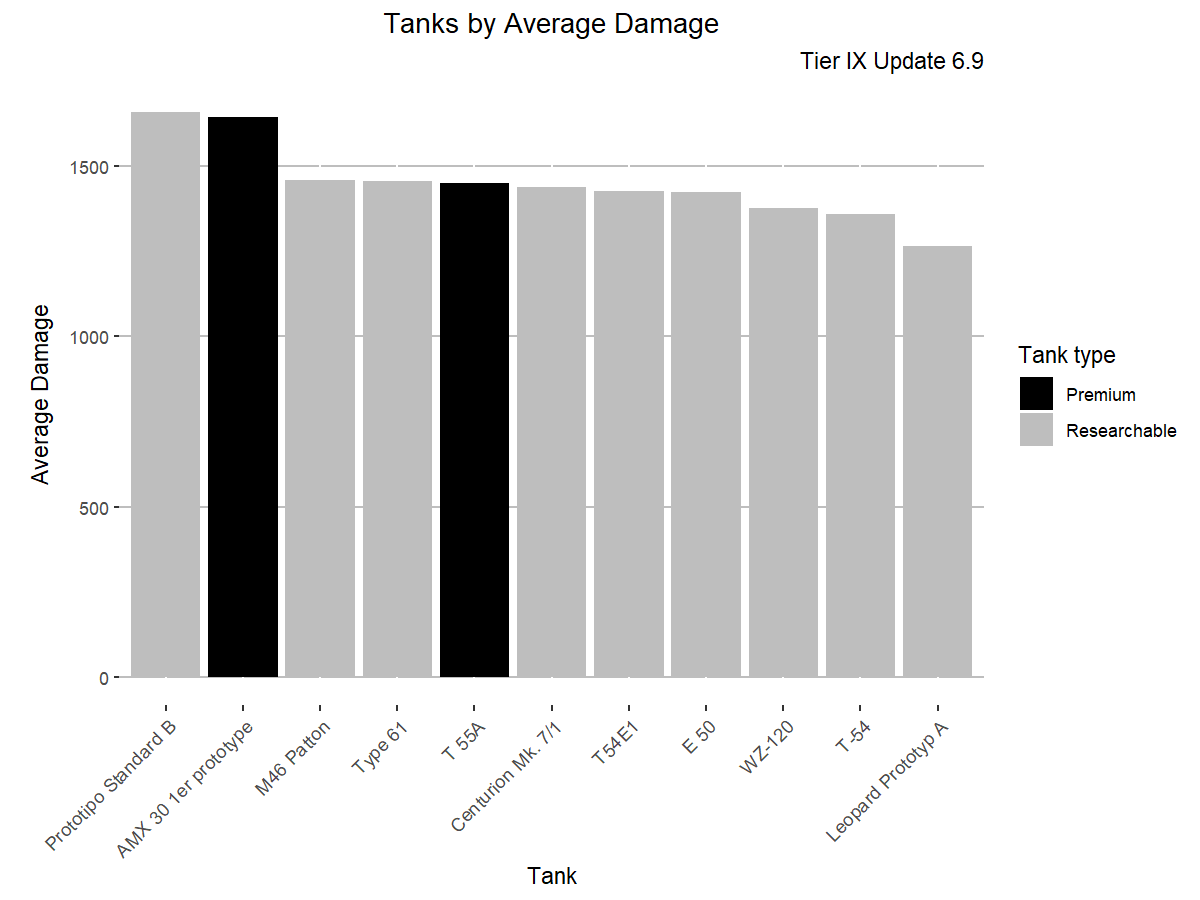 Tanks by Average Damage
Tier IX Update 6.9
Average Damage
1500
1000
500
0
Prototipo Standard B
AMX 30 1er prototype
M46 Patton
Type 61
T 55A
Centurion Mk. 7/1
T54E1
E 50
WZ-120
T-54
Leopard Prototyp A
Tank
Tank type
Premium
Researchable